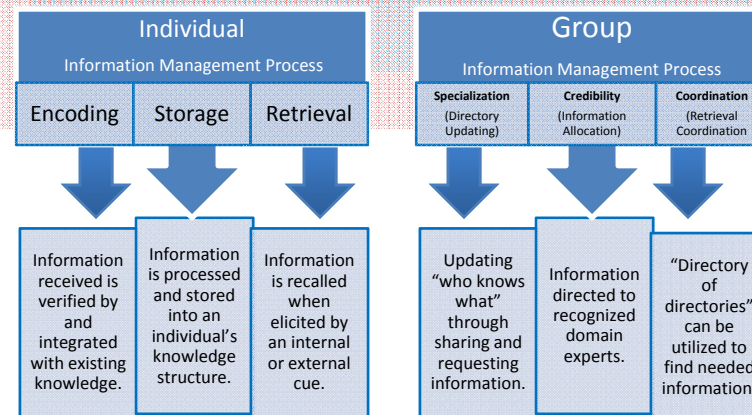 Individual
Information Management Process
Encoding
Storage
Retrieval
Information
received is
verified by
and
integrated
with existing
knowledge.
Information
is processed
and stored
into an
individual’s
knowledge
structure.
Information
is recalled
when
elicited by
an internal
or external
cue.
Group
Information Management Process
Specialization
(Directory
Updating)
Credibility
(Information
Allocation)
Coordination
(Retrieval
Coordination
Updating
“who knows
what”
through
sharing and
requesting
information.
Information
directed to
recognized
domain
experts.
“Directory
of
directories”
can be
utilized to
find needed
information